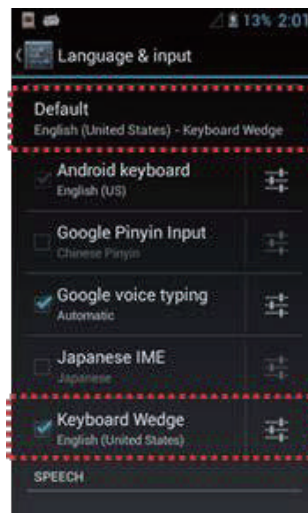 13% 2:01
Language & input
Default
English (United States) - Keyboard Wedge
Android keyboard
English (US)
Google Pinyin Input
Chinese Pinyin
Google voice typing
Automatic
Japanese IME
Japanese
Keyboard Wedge
English (United States)
SPEECH